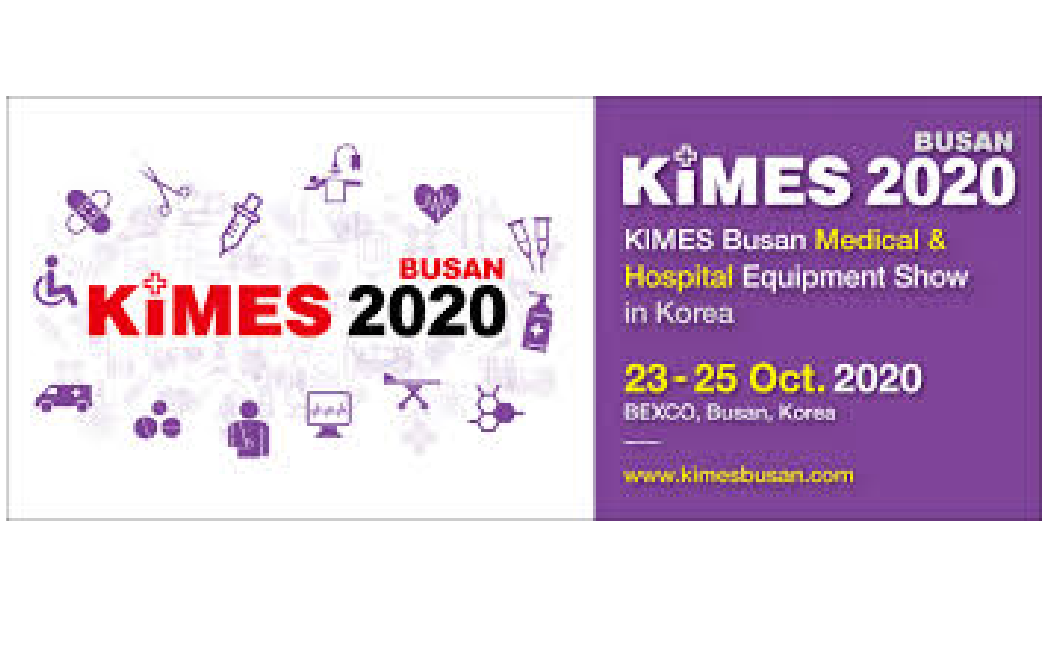 BUSAN
KiMES 2020
BUSAN
KiMES 2020
KIMES Busan Medical &
Hospital Equipment Show
in Korea
23-25 Oct. 2020
BEXCO, Busan, Korea
www.kimesbusan.com